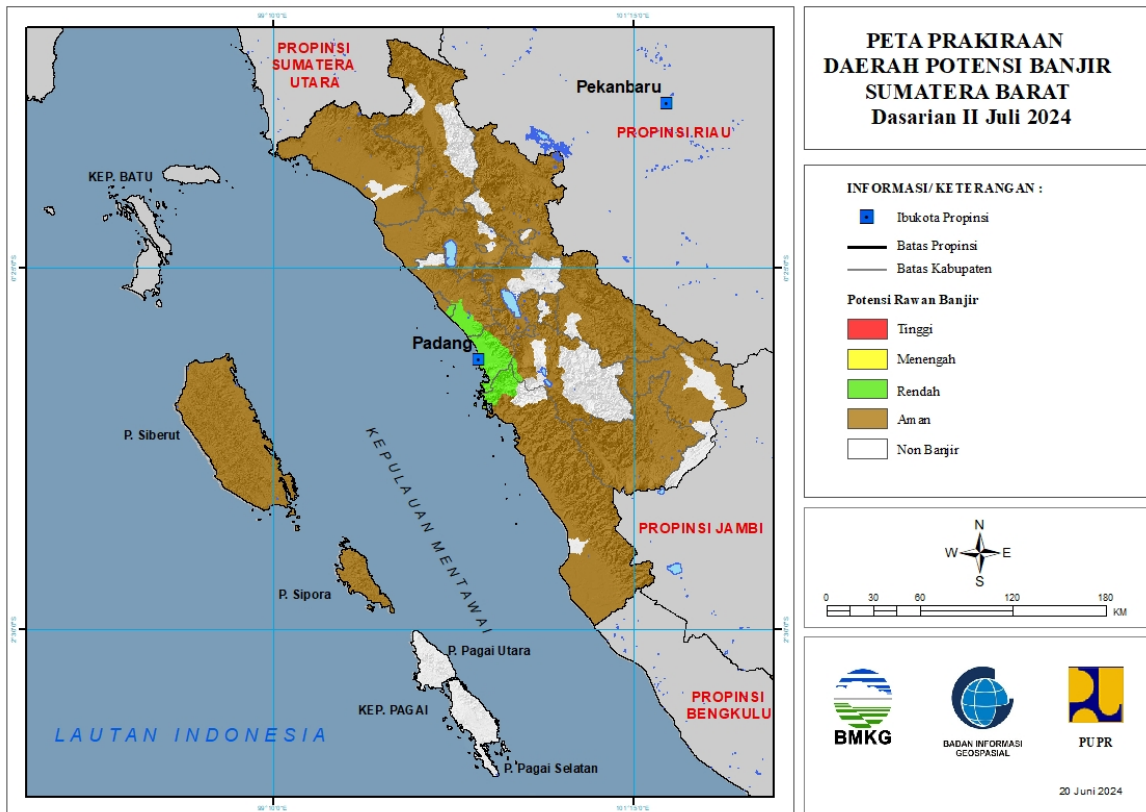 PETA PRAKIRAAN
DAERAH POTENSI BANJIR
SUMATERA BARAT
Dasarian II Juli 2024
PROPINSI
SUMATERA
UTARA
Pekanbaru
PROPINSI RIAU
KEP. BATU
Padang
P. Siberut
KEPULAUAN MENTAWAI
PROPINSI JAMBI
P. Sipora
P. Pagai Utara
KEP. PAGAI
PROPINSI
BENGKULU
LAUTAN INDONESIA
P. Pagai Selatan
INFORMASI/ KETERANGAN :
Ibukota Propinsi
Batas Propinsi
Batas Kabupaten
Potensi Rawan Banjir
Tinggi
Menengah
Rendah
Aman
Non Banjir
N
W E
S
0 30 60 120 180
KM
BMKG
BADAN INFORMASI
GEOSPASIAL
PUPR
20 Juni 2024